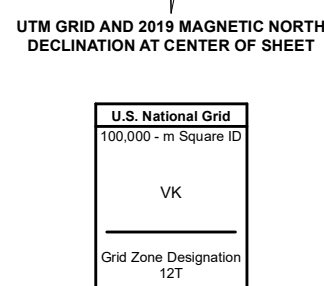 UTM GRID AND 2019 MAGNETIC NORTH
DECLINATION AT CENTER OF SHEET
U.S. National Grid
100,000 - m Square ID
VK
Grid Zone Designation
12T